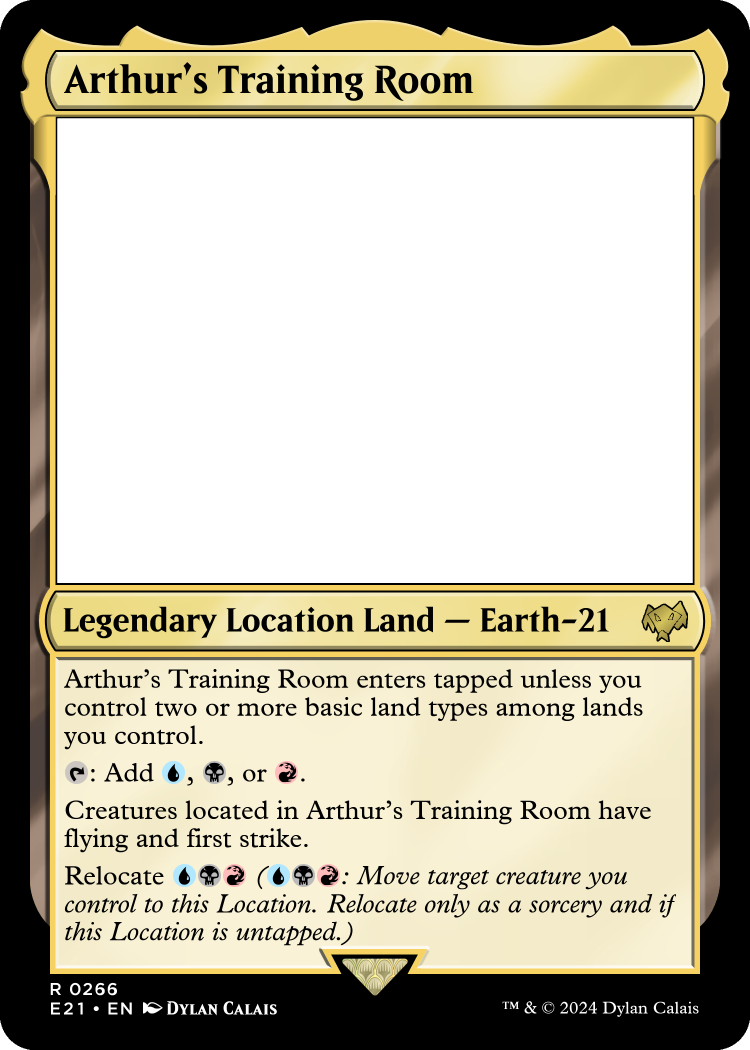 Arthur's Training Room
Legendary Location Land — Earth-21
Arthur's Training Room enters tapped unless you
control two or more basic land types among lands
you control.
: Add , , or .
Creatures located in Arthur's Training Room have
flying and first strike.
Relocate (: Move target creature you
control to this Location. Relocate only as a sorcery and if
this Location is untapped.)
R 0266
E21 • EN DYLAN CALAIS
™ & © 2024 Dylan Calais